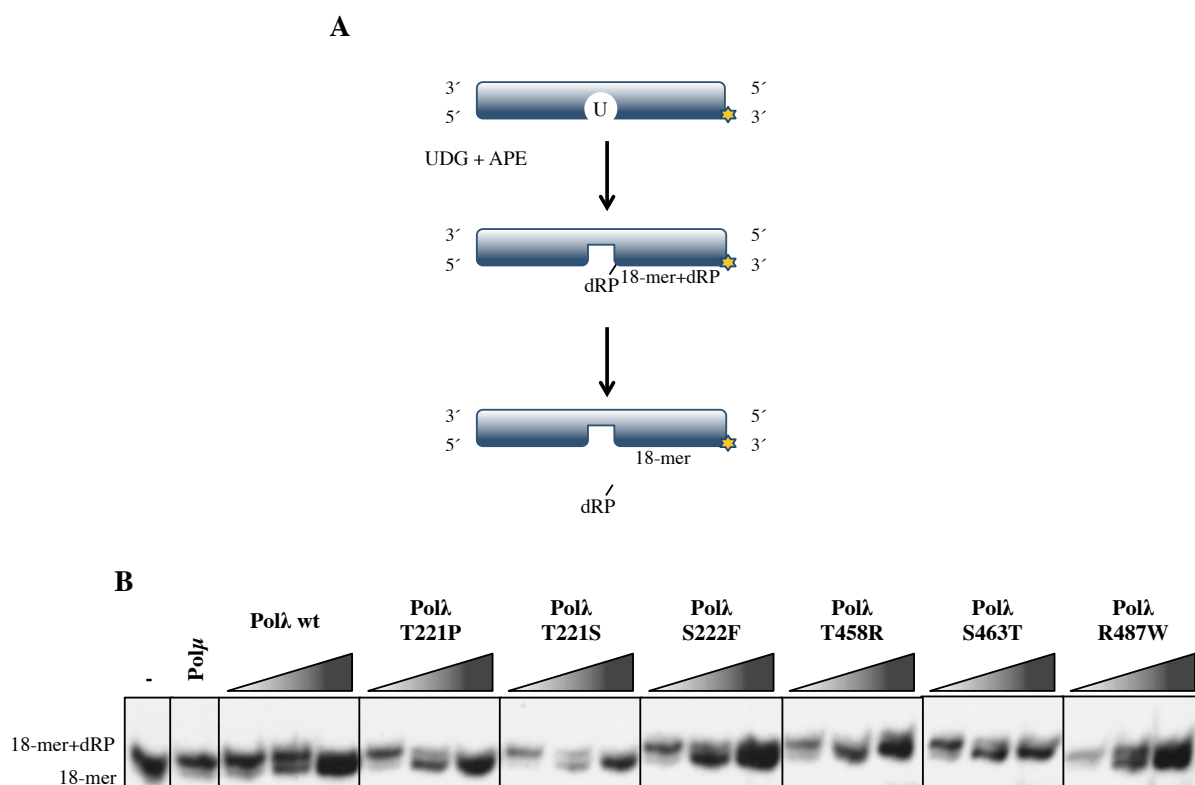 A
3´ 5´
U
5´ 3´
UDG + APE
3´ 5´
5´ 3´
dRP 18-mer+dRP
3´ 5´
5´ 3´
18-mer
dRP
B
- Polµ Polλ wt Polλ T221P Polλ T221S Polλ S222F Polλ T458R Polλ S463T Polλ R487W
18-mer+dRP
18-mer